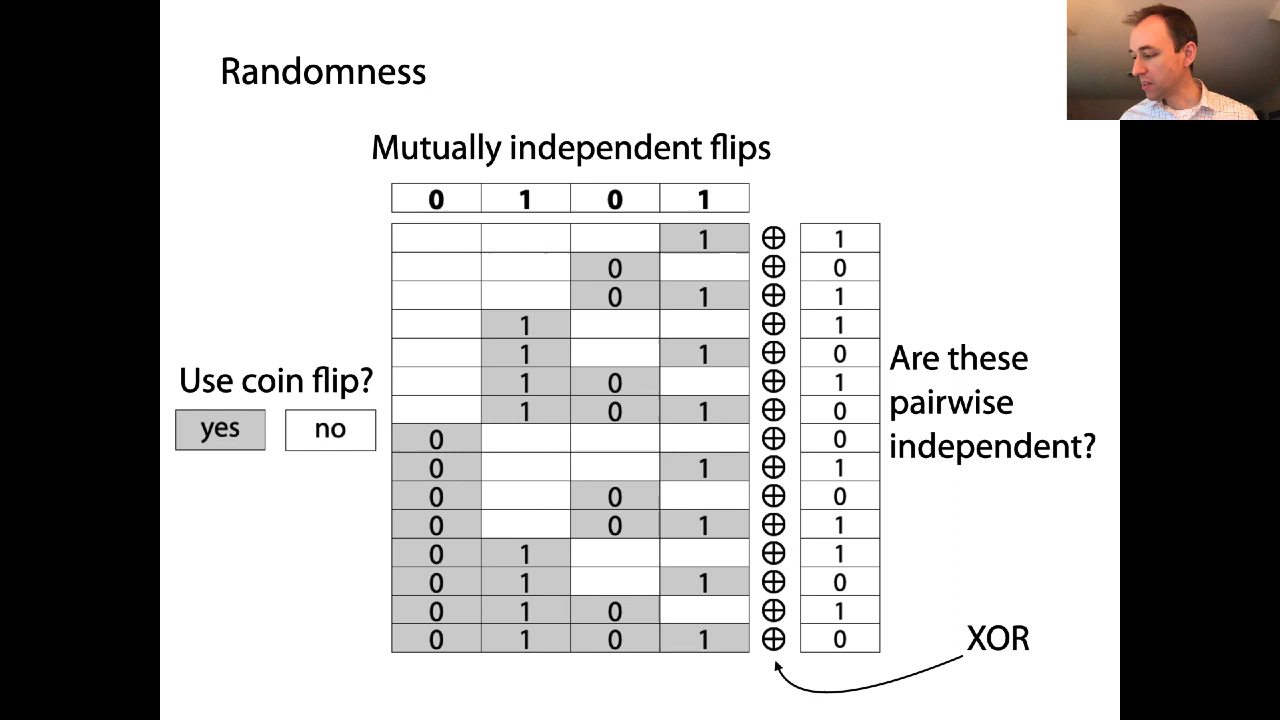 Randomness
Mutually independent flips
0 1 0 1
1 ⊕ 1
0 ⊕ 0
0 1 ⊕ 1
1 ⊕ 1
1 1 ⊕ 0
1 0 ⊕ 1
1 0 1 ⊕ 0
0 ⊕ 0
0 1 ⊕ 1
0 0 ⊕ 0
0 0 1 ⊕ 1
0 1 ⊕ 1
0 1 1 ⊕ 0
0 1 0 ⊕ 1
0 1 0 1 ⊕ 0
Use coin flip?
yes no
Are these
pairwise
independent?
XOR